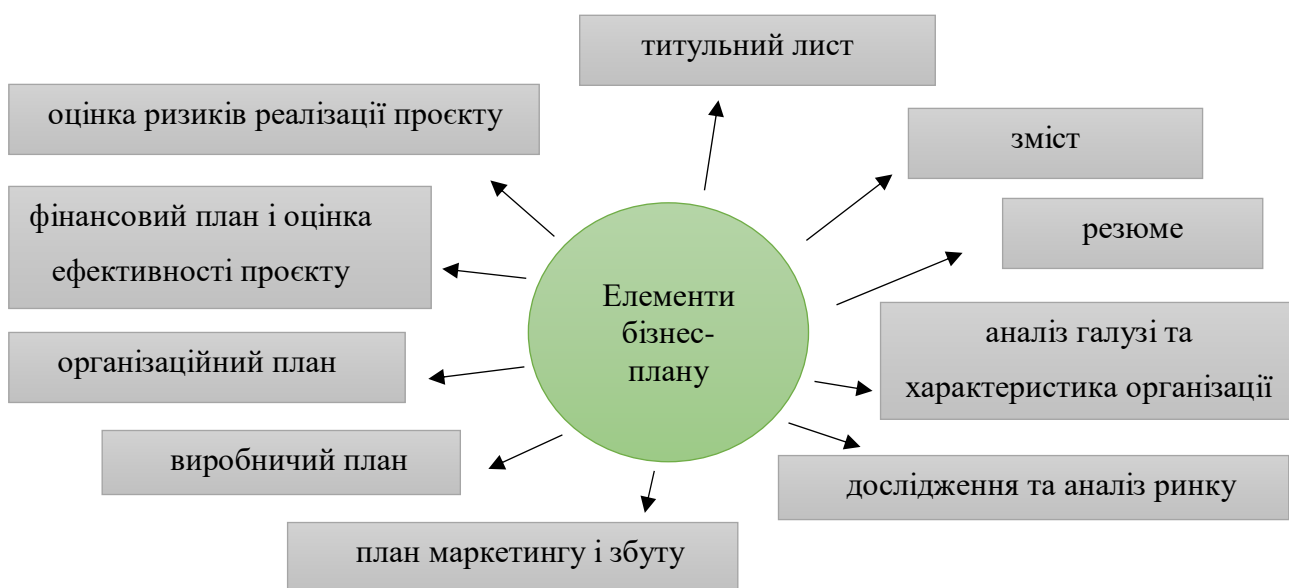 титульний лист
оцінка ризиків реалізації проєкту
зміст
фінансовий план і оцінка
ефективності проєкту
резюме
Елементи
бізнес-
плану
аналіз галузі та
характеристика організації
організаційний план
виробничий план
дослідження та аналіз ринку
план маркетингу і збуту